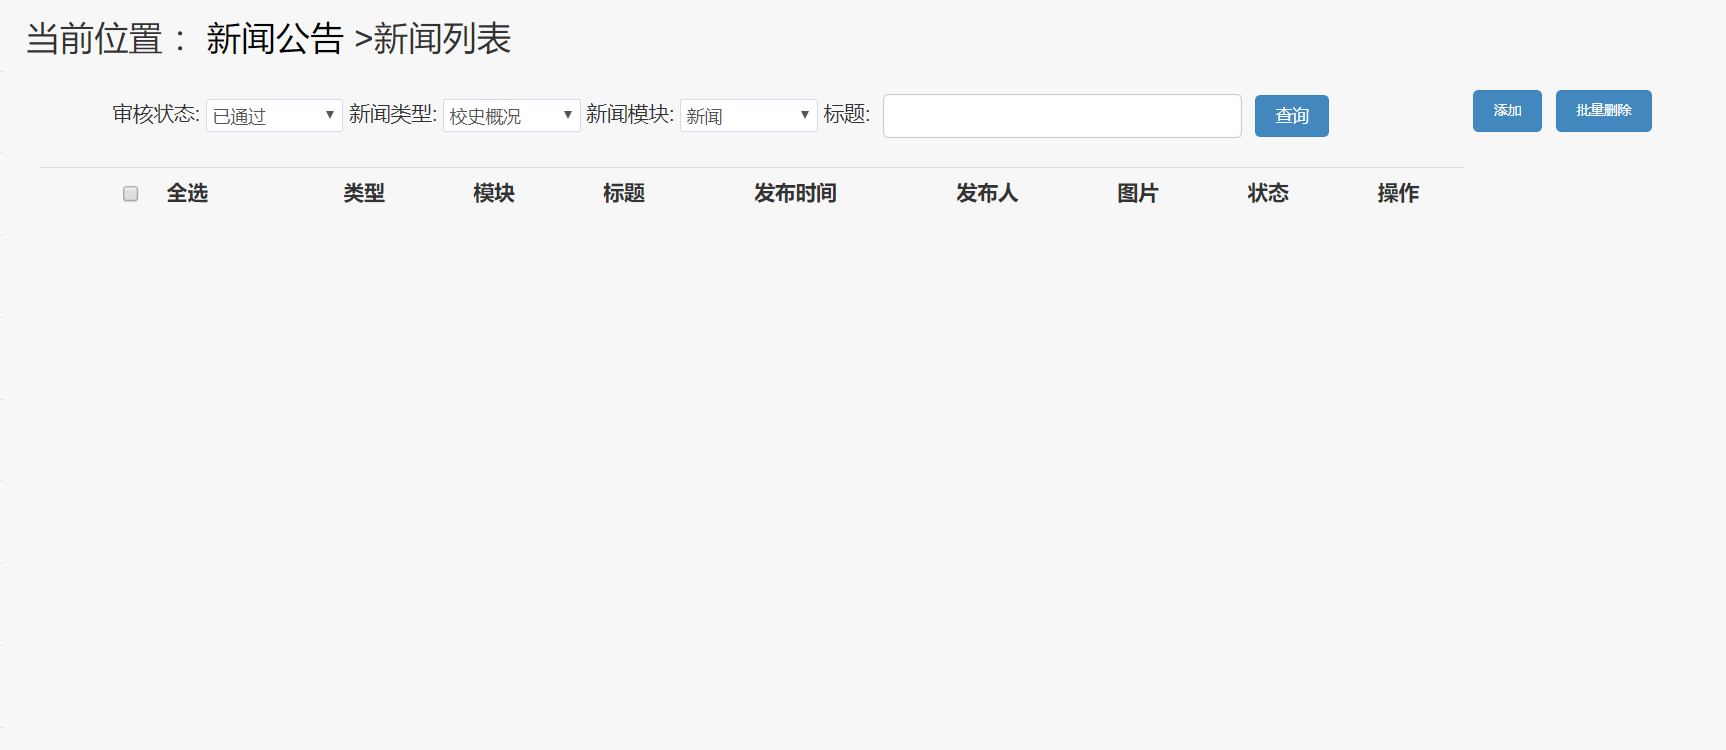 当前位置 ： 新闻公告 >新闻列表
审核状态: 已通过 新闻类型: 校史概况 新闻模块: 新闻 标题: 查询 添加 批量删除
全选 类型 模块 标题 发布时间 发布人 图片 状态 操作